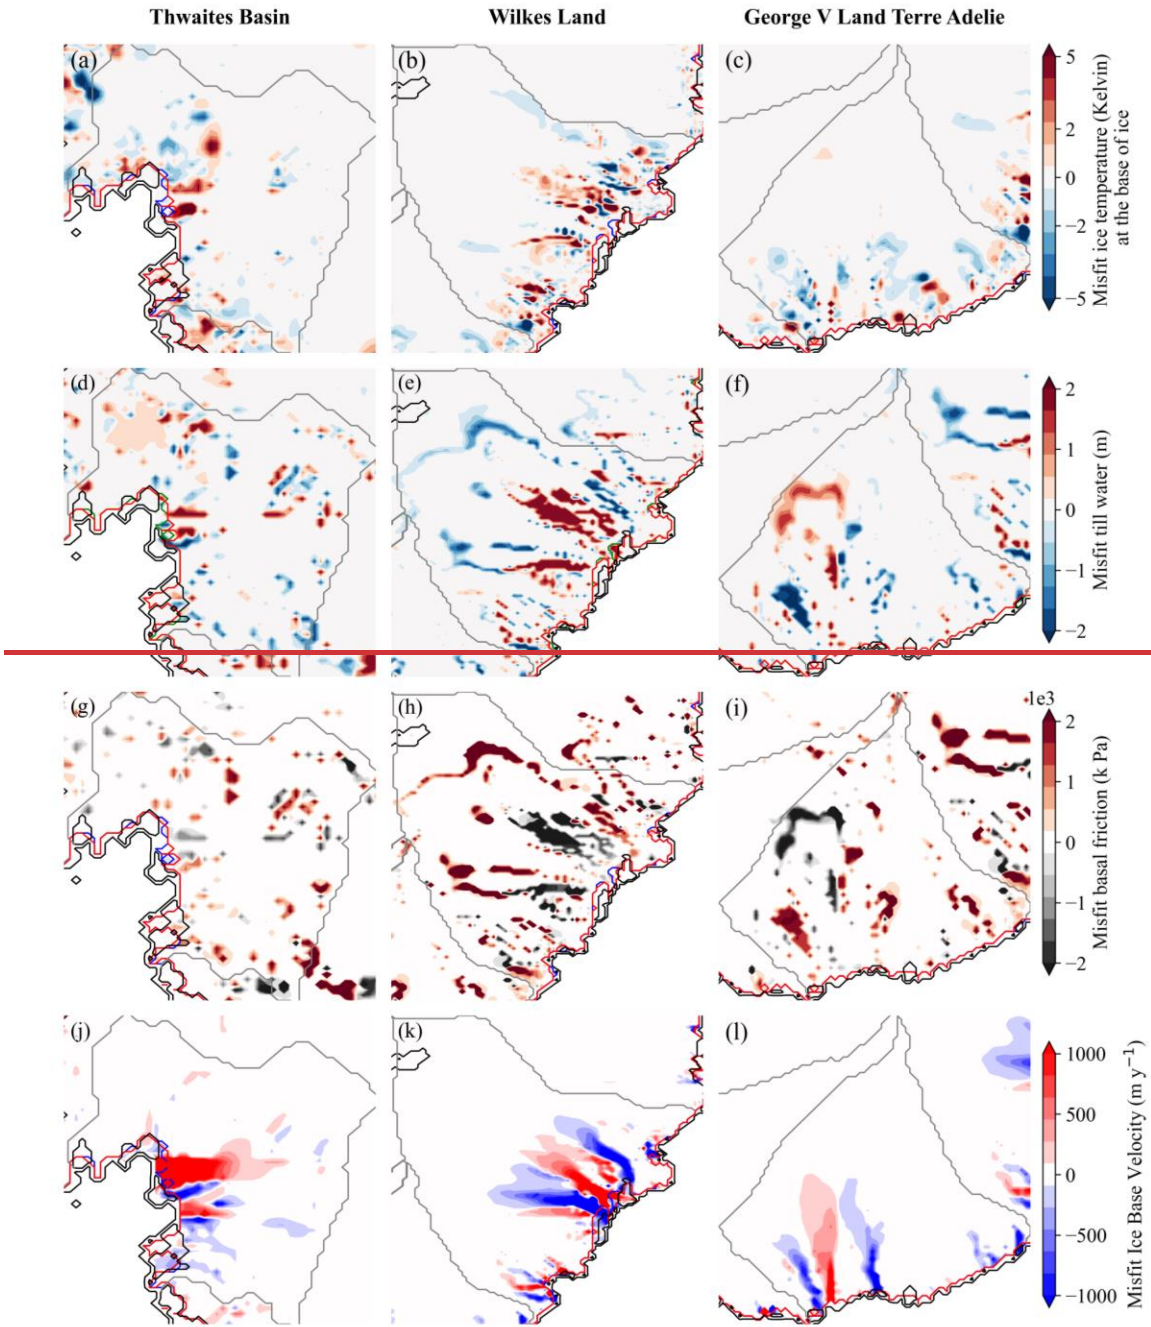 Thwaites Basin Wilkes Land George V Land Terre Adelie
(a) (b) (c)
5
2
0
−2
−5
Misfit ice temperature (Kelvin)
at the base of ice
(d) (e) (f)
2
1
0
−1
−2
Misfit till water (m)
(g) (h) (i)
1e3
2
1
0
−1
−2
Misfit basal friction (k Pa)
(j) (k) (l)
1000
500
0
−500
−1000
Misfit Ice Base Velocity (m y⁻¹)